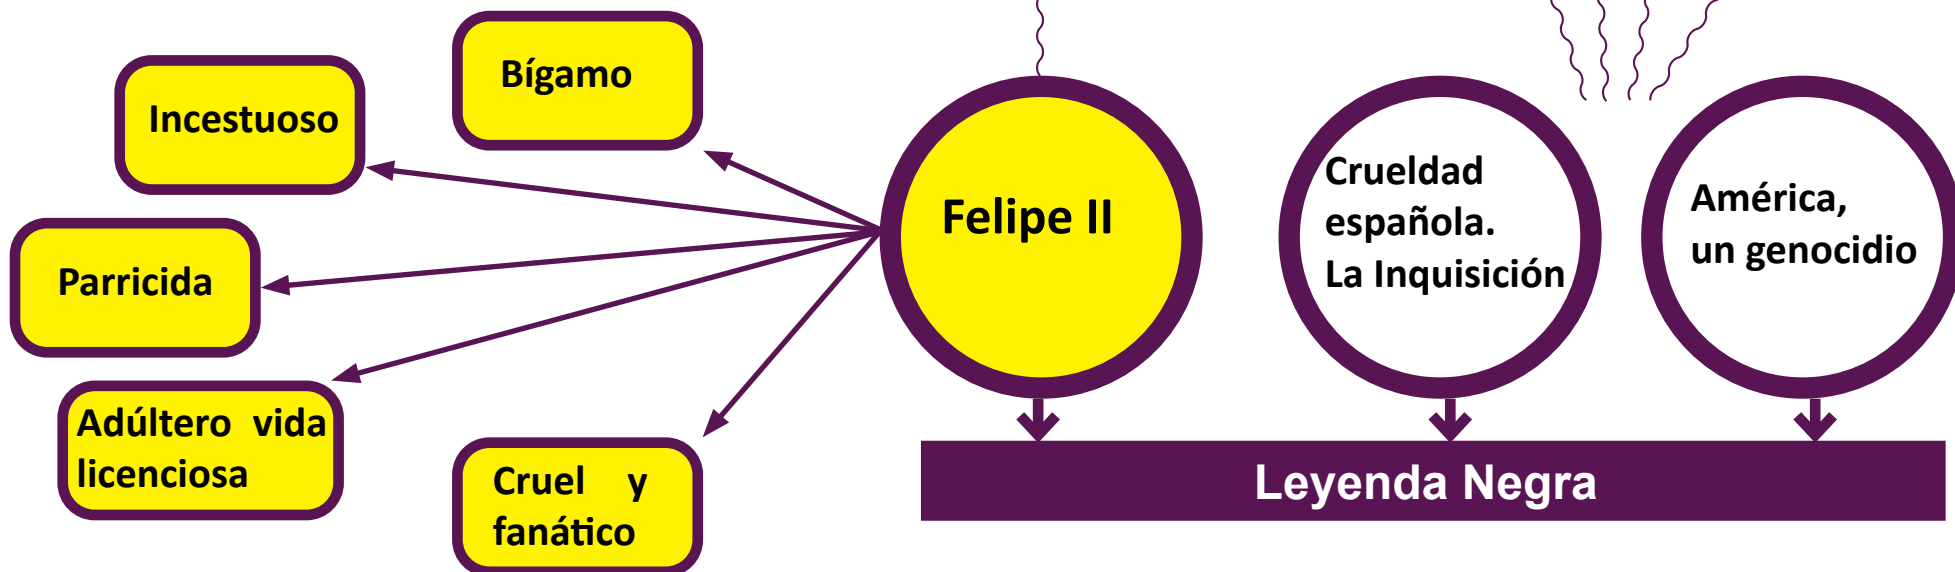 Bígamo
Incestuoso
Parricida
Adúltero vida
licenciosa
Cruel y
fanático
Felipe II
Crueldad
española.
La Inquisición
América,
un genocidio
Leyenda Negra